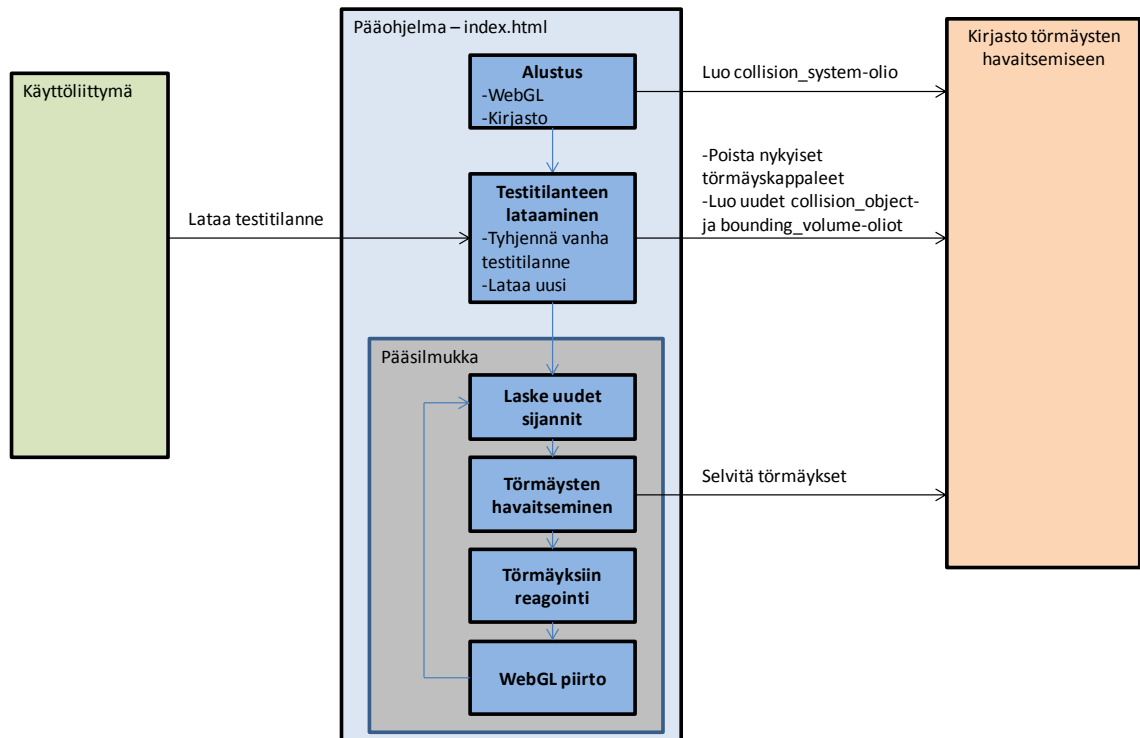 Käyttöliittymä
Lataa testitilanne
Pääohjelma – index.html
Alustus
-WebGL
-Kirjasto
Testitilanteen
lataaminen
-Tyhjennä vanha
testitilanne
-Lataa uusi
Pääsilmukka
Laske uudet
sijannit
Törmäysten
havaitseminen
Törmäyksiin
reagointi
WebGL piirto
Luo collision_system-olio
-Poista nykyiset
törmäyskappaleet
-Luo uudet collision_object-
ja bounding_volume-oliot
Selvitä törmäykset
Kirjasto törmäysten
havaitsemiseen